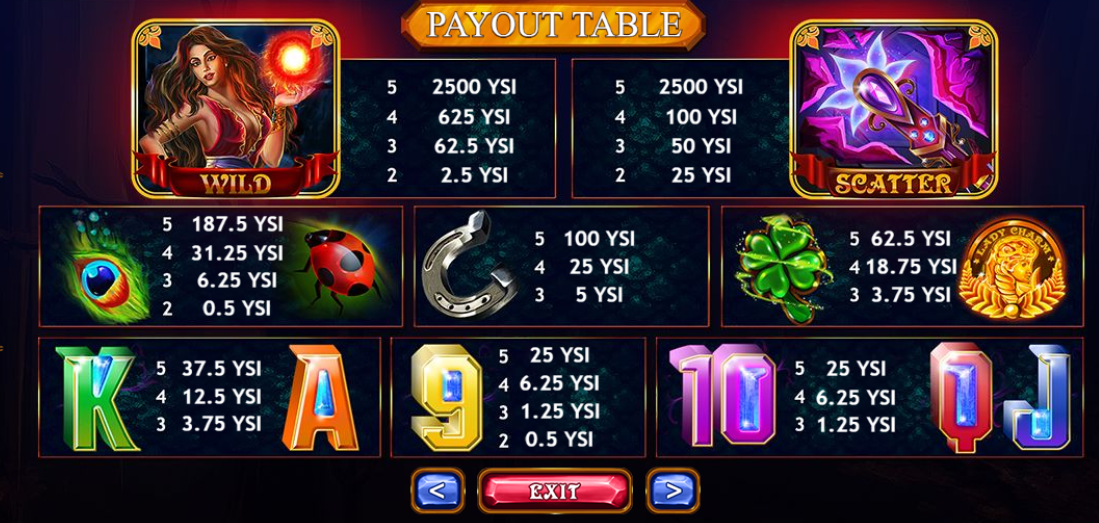 PAYOUT TABLE
WILD
5 2500 YSI
4 625 YSI
3 62.5 YSI
2 2.5 YSI
5 2500 YSI
4 100 YSI
3 50 YSI
2 25 YSI
SCATTER
5 187.5 YSI
4 31.25 YSI
3 6.25 YSI
2 0.5 YSI
5 100 YSI
4 25 YSI
3 5 YSI
5 62.5 YSI
4 18.75 YSI
3 3.75 YSI
LADY CHARM
K
5 37.5 YSI
4 12.5 YSI
3 3.75 YSI
A
9
5 25 YSI
4 6.25 YSI
3 1.25 YSI
2 0.5 YSI
10
5 25 YSI
4 6.25 YSI
3 1.25 YSI
Q J
< EXIT >